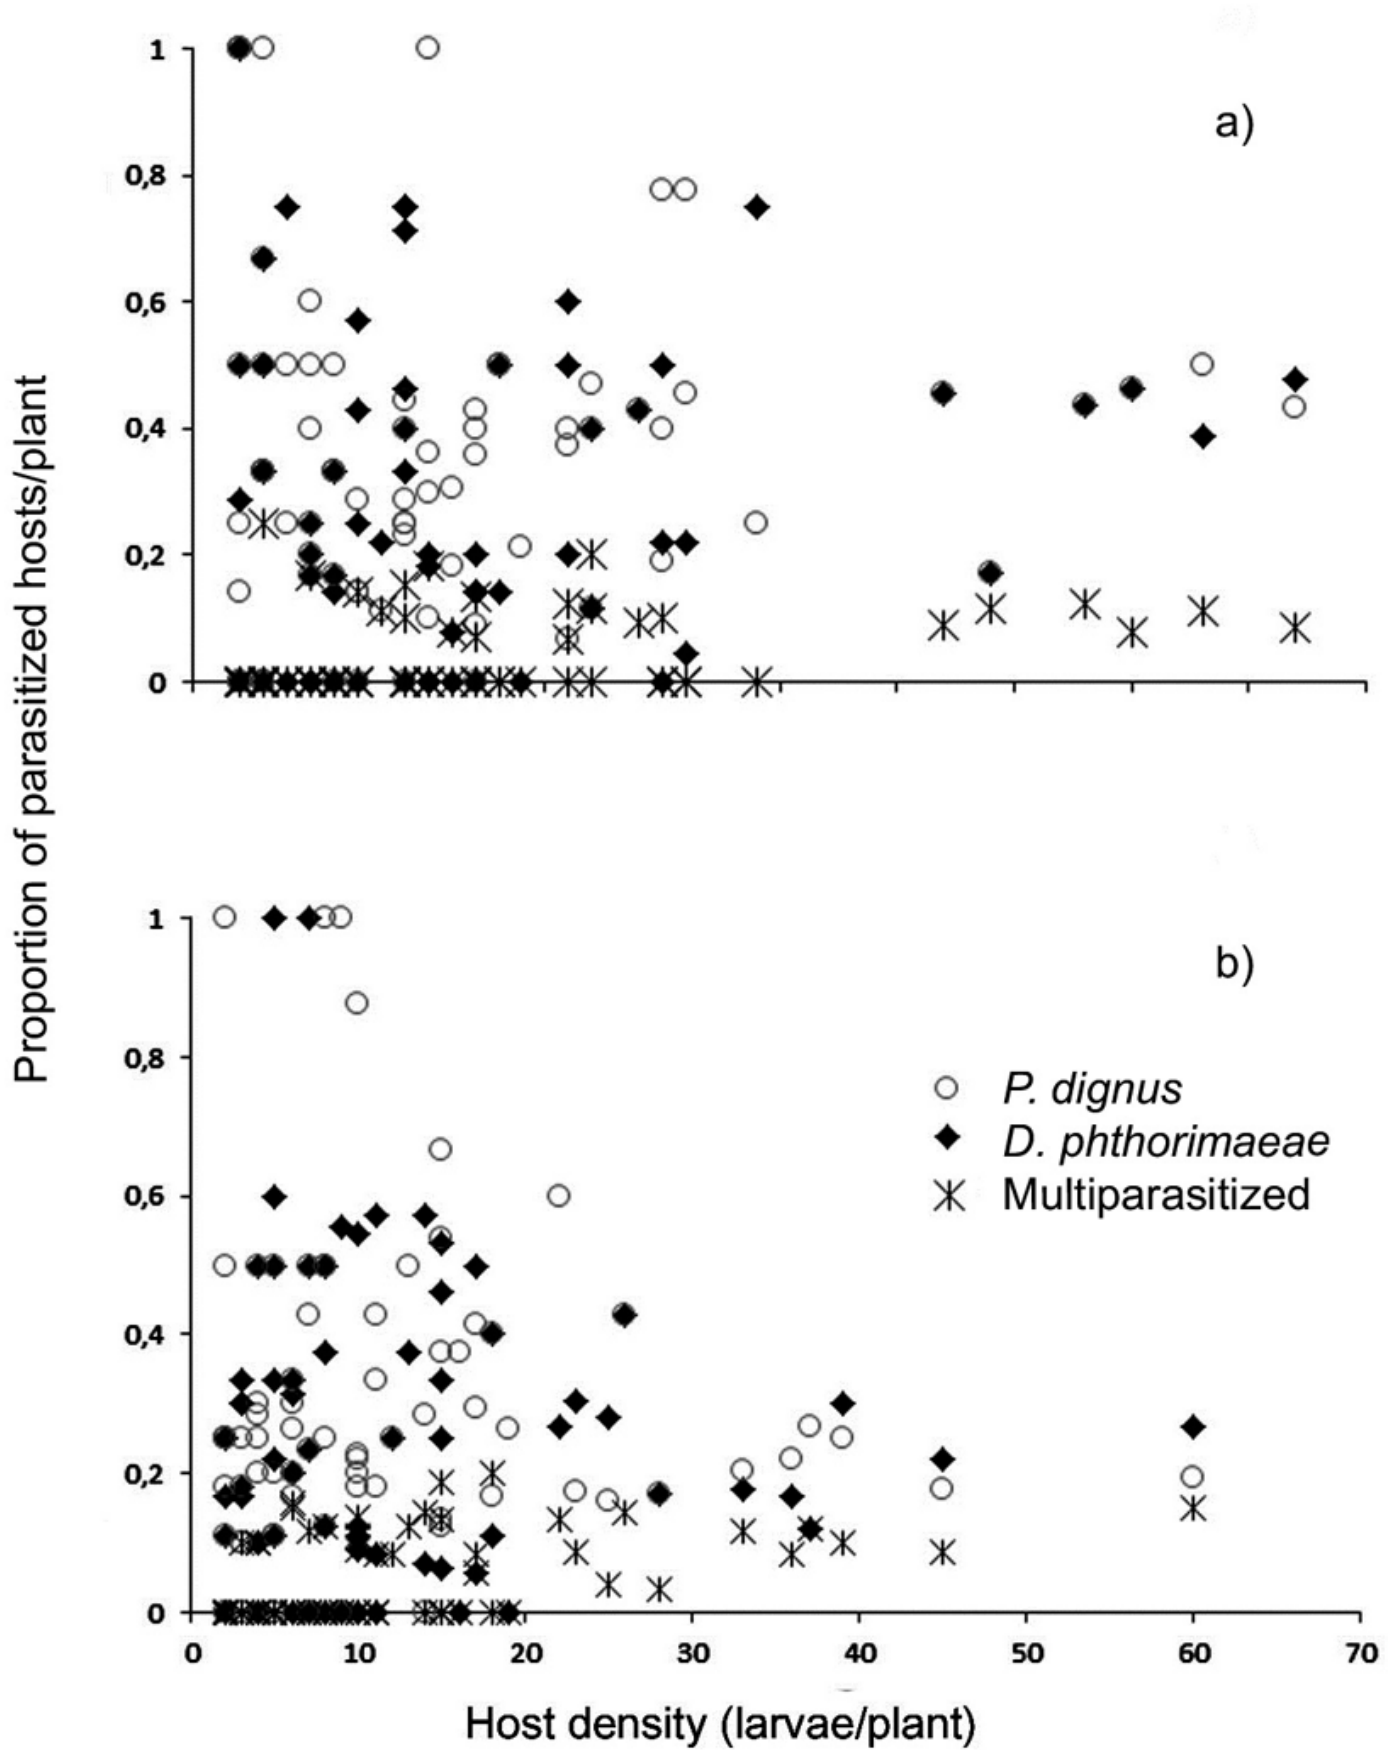 Proportion of parasitized hosts/plant
a)
1
0,8
0,6
0,4
0,2
0
b)
1
0,8
0,6
0,4
0,2
0
P. dignus
D. phthorimaeae
Multiparasitized
0 10 20 30 40 50 60 70
Host density (larvae/plant)